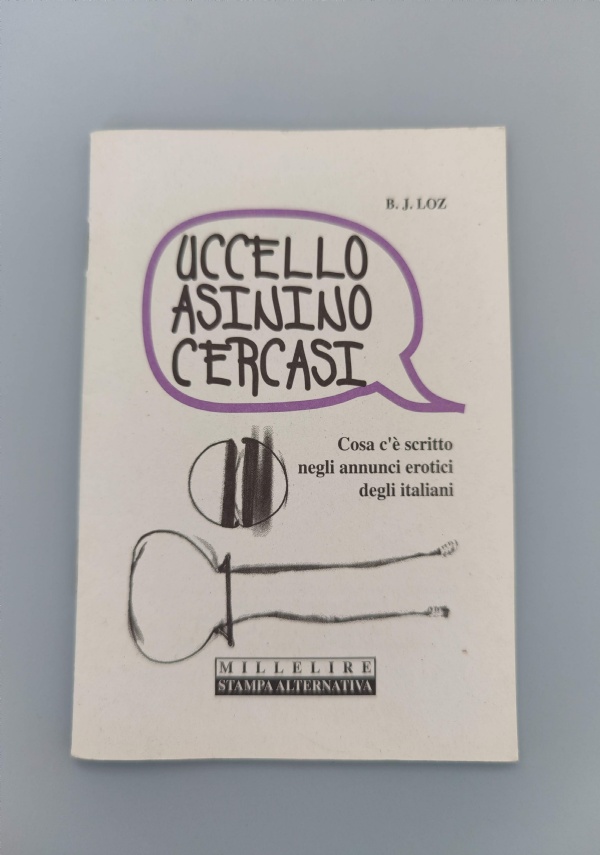 B. J. LOZ
UCCELLO
ASININO
CERCASI
Cosa c'è scritto
negli annunci erotici
degli italiani
MILLELIRE
STAMPA ALTERNATIVA